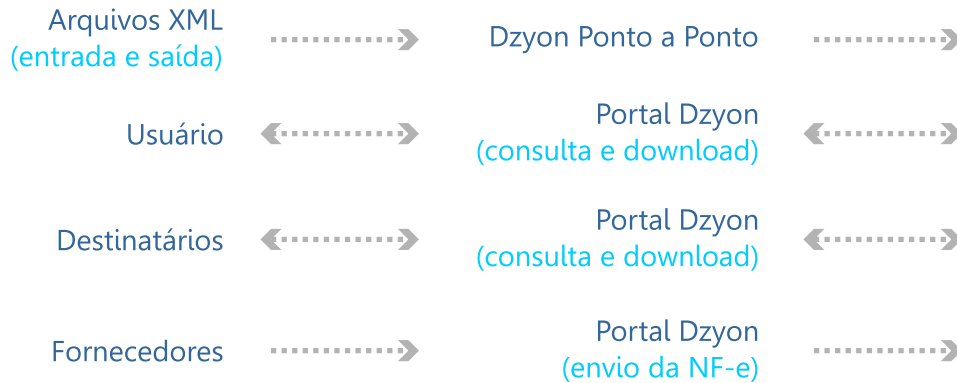 Arquivos XML
(entrada e saída)
Dzyon Ponto a Ponto
Usuário
Portal Dzyon
(consulta e download)
Destinatários
Portal Dzyon
(consulta e download)
Fornecedores
Portal Dzyon
(envio da NF-e)